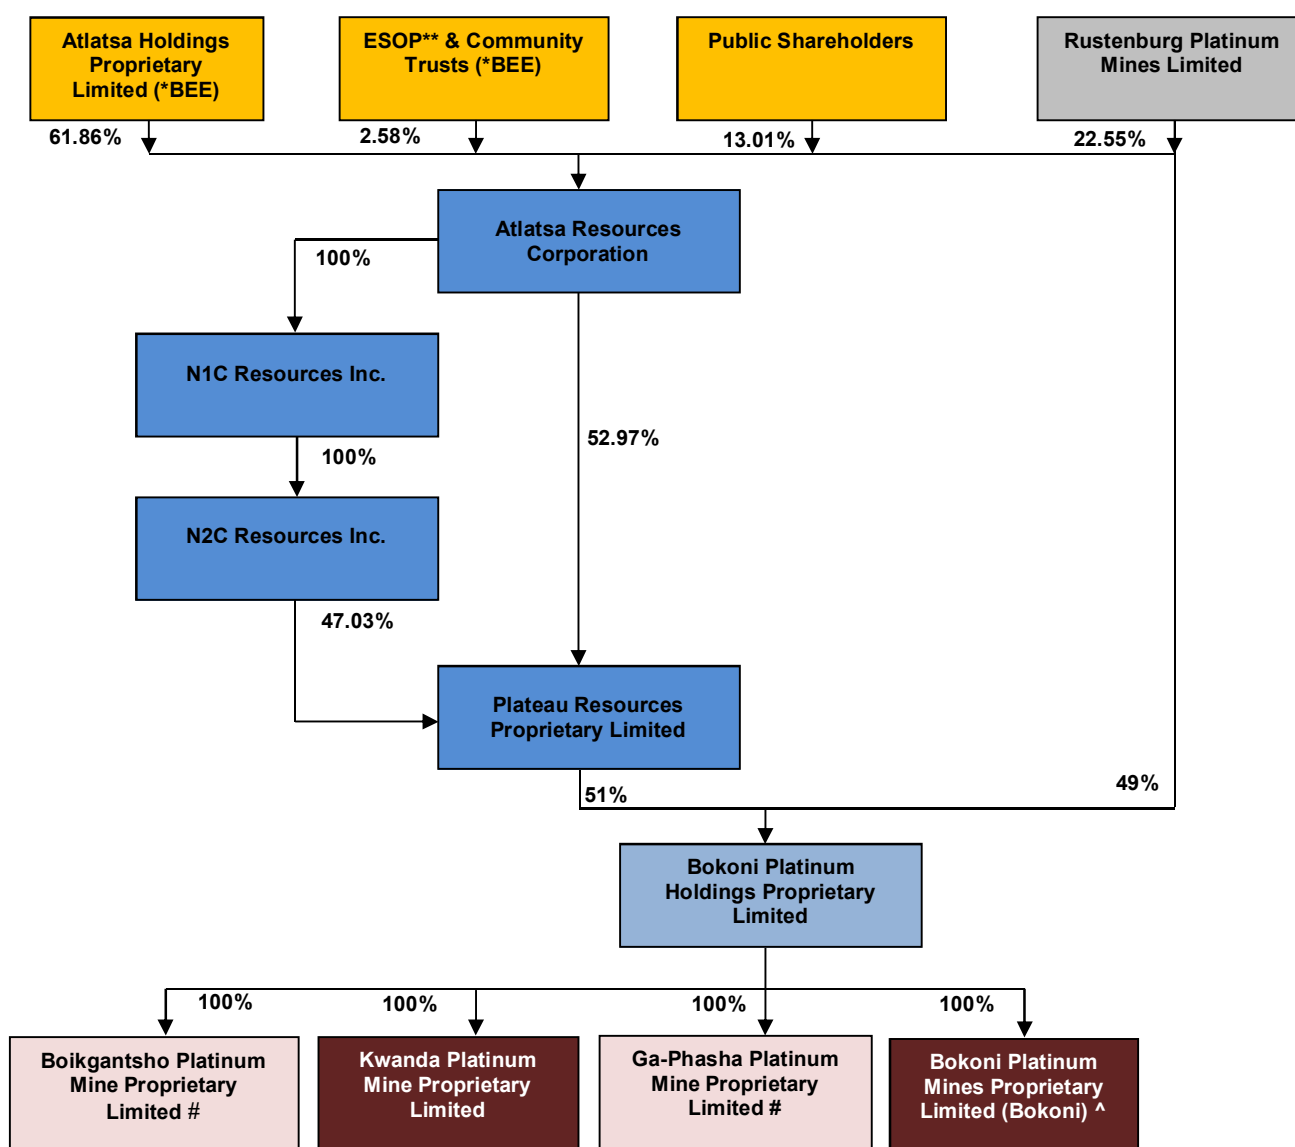 Atlatsa Holdings
Proprietary
Limited (*BEE)
ESOP** & Community
Trusts (*BEE)
Public Shareholders
Rustenburg Platinum
Mines Limited
61.86%
2.58%
13.01%
22.55%
Atlatsa Resources
Corporation
100%
N1C Resources Inc.
52.97%
100%
N2C Resources Inc.
47.03%
Plateau Resources
Proprietary Limited
51%
49%
Bokoni Platinum
Holdings Proprietary
Limited
100%
100%
100%
100%
Boikgantsho Platinum
Mine Proprietary
Limited #
Kwanda Platinum
Mine Proprietary
Limited
Ga-Phasha Platinum
Mine Proprietary
Limited #
Bokoni Platinum
Mines Proprietary
Limited (Bokoni) ^